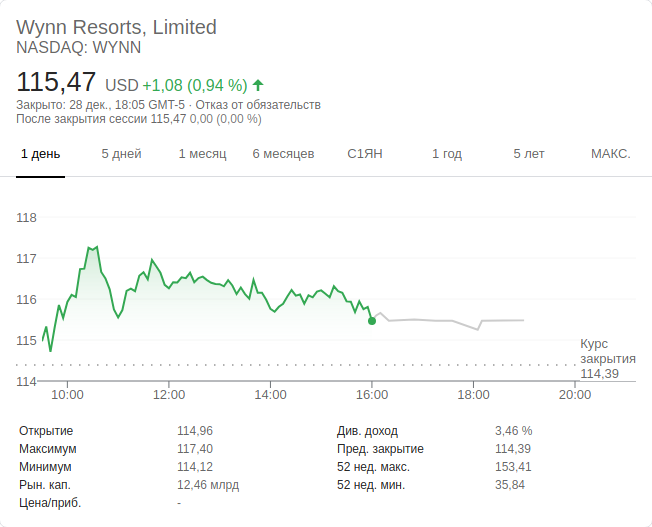 Wynn Resorts, Limited
NASDAQ: WYNN
115,47 USD +1,08 (0,94 %)
Закрыто: 28 дек., 18:05 GMT-5 · Отказ от обязательств
После закрытия сессии 115,47 0,00 (0,00 %)
1 день 5 дней 1 месяц 6 месяцев С1ЯН 1 год 5 лет МАКС.
118
117
116
115
114
Курс
закрытия
114,39
10:00 12:00 14:00 16:00 18:00 20:00
Открытие 114,96 Див. доход 3,46 %
Максимум 117,40 Пред. закрытие 114,39
Минимум 114,12 52 нед. макс. 153,41
Рын. кап. 12,46 млрд 52 нед. мин. 35,84
Цена/приб. -